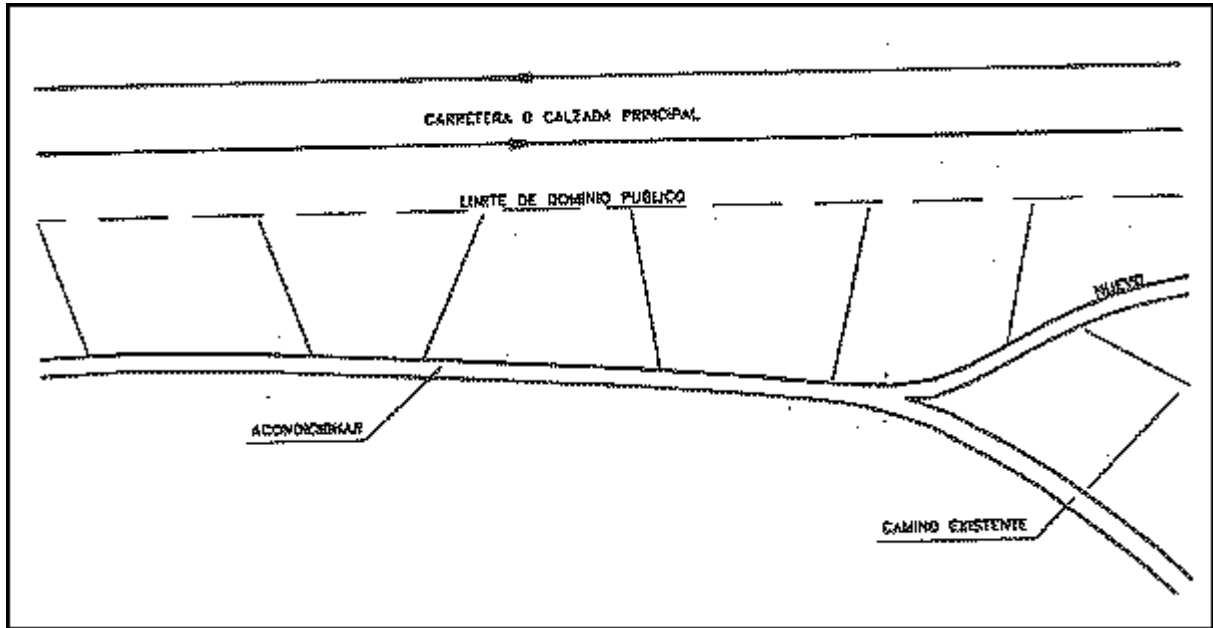 CARRETERA O CALZADA PRINCIPAL
LIMITE DE DOMINIO PUBLICO
NUEVO
ACONDICIONAR
CAMINO EXISTENTE